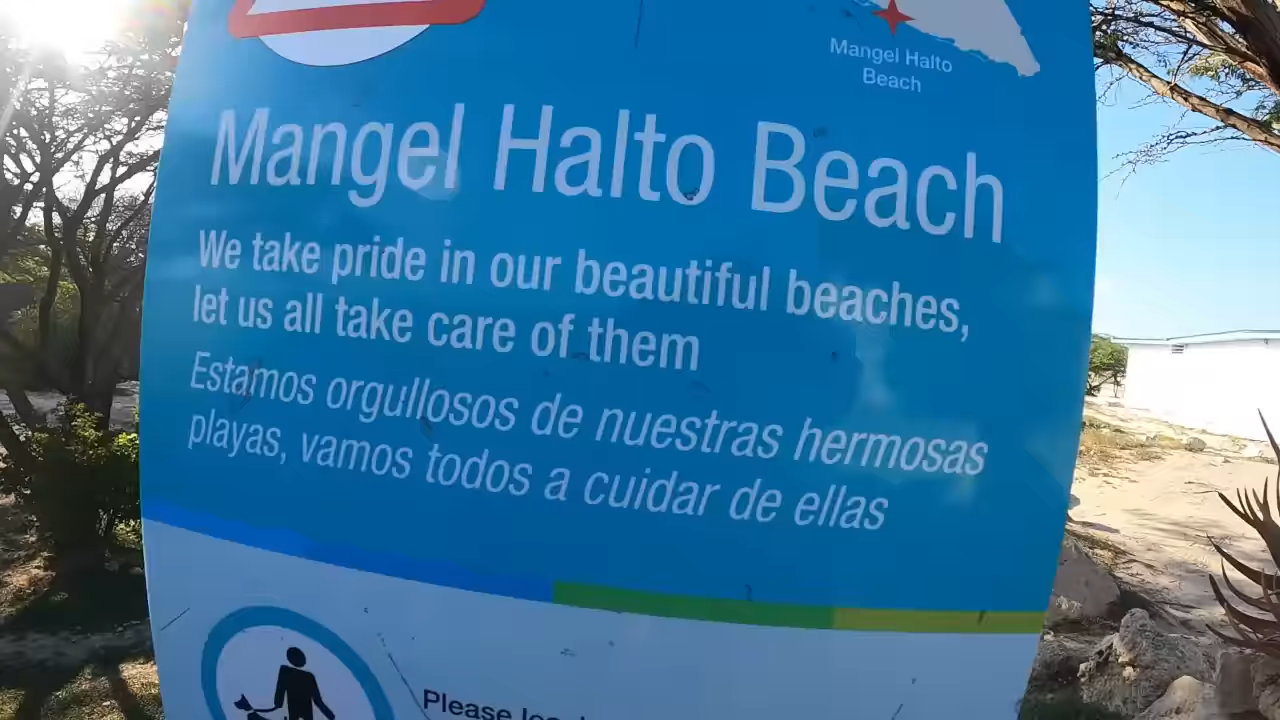 Mangel Halto
Beach
Mangel Halto Beach
We take pride in our beautiful beaches,
let us all take care of them
Estamos orgullosos de nuestras hermosas
playas, vamos todos a cuidar de ellas
Please